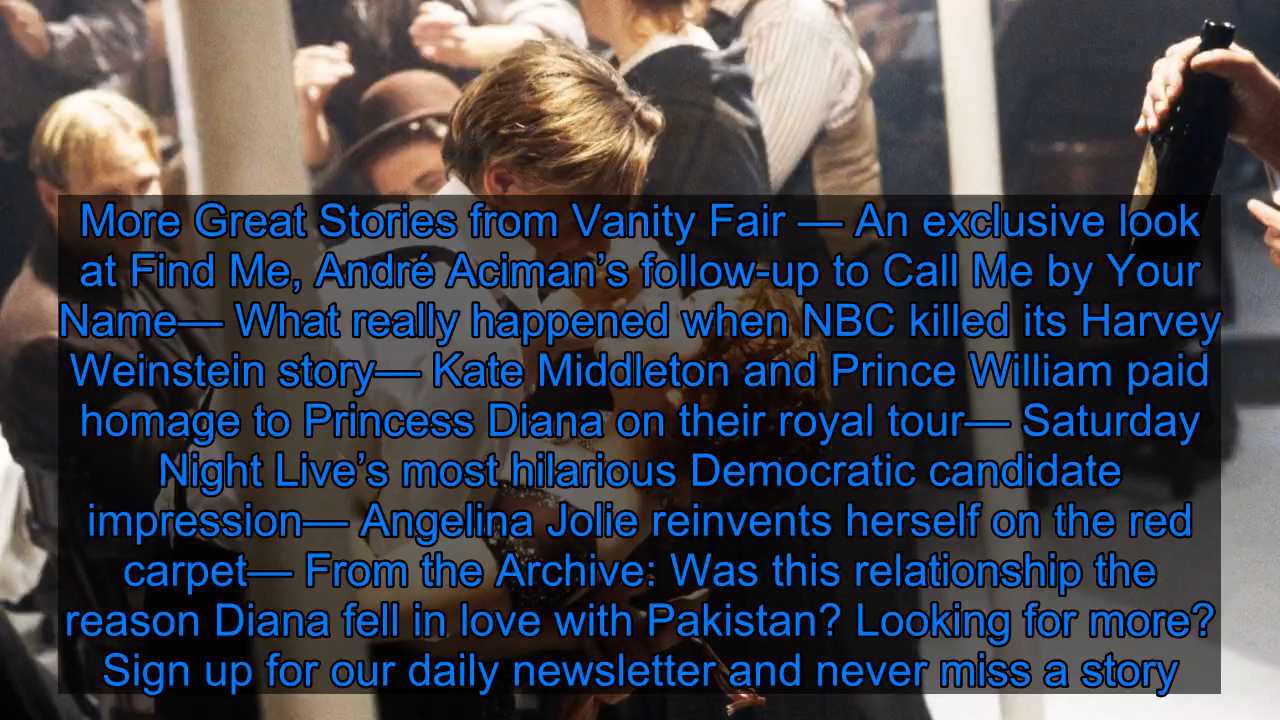 More Great Stories from Vanity Fair — An exclusive look
at Find Me, André Aciman’s follow-up to Call Me by Your
Name— What really happened when NBC killed its Harvey
Weinstein story— Kate Middleton and Prince William paid
homage to Princess Diana on their royal tour— Saturday
Night Live’s most hilarious Democratic candidate
impression— Angelina Jolie reinvents herself on the red
carpet— From the Archive: Was this relationship the
reason Diana fell in love with Pakistan? Looking for more?
Sign up for our daily newsletter and never miss a story